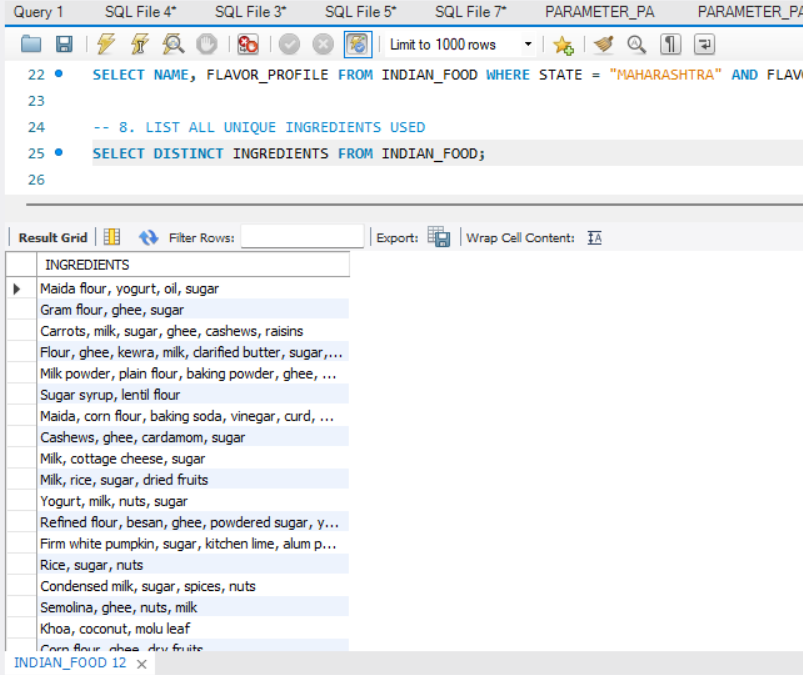 Query 1 SQL File 4* SQL File 3* SQL File 5* SQL File 7* PARAMETER_PA PARAMETER_PA
Limit to 1000 rows
22 SELECT NAME, FLAVOR_PROFILE FROM INDIAN_FOOD WHERE STATE = "MAHARASHTRA" AND FLAV
23
24 -- 8. LIST ALL UNIQUE INGREDIENTS USED
25 SELECT DISTINCT INGREDIENTS FROM INDIAN_FOOD;
26
Result Grid Filter Rows: Export: Wrap Cell Content: IA
INGREDIENTS
Maida flour, yogurt, oil, sugar
Gram flour, ghee, sugar
Carrots, milk, sugar, ghee, cashews, raisins
Flour, ghee, kewra, milk, clarified butter, sugar,...
Milk powder, plain flour, baking powder, ghee, ...
Sugar syrup, lentil flour
Maida, corn flour, baking soda, vinegar, curd, ...
Cashews, ghee, cardamom, sugar
Milk, cottage cheese, sugar
Milk, rice, sugar, dried fruits
Yogurt, milk, nuts, sugar
Refined flour, besan, ghee, powdered sugar, y...
Firm white pumpkin, sugar, kitchen lime, alum p...
Rice, sugar, nuts
Condensed milk, sugar, spices, nuts
Semolina, ghee, nuts, milk
Khoa, coconut, molu leaf
Corn flour, ghee, dry fruits
INDIAN_FOOD 12